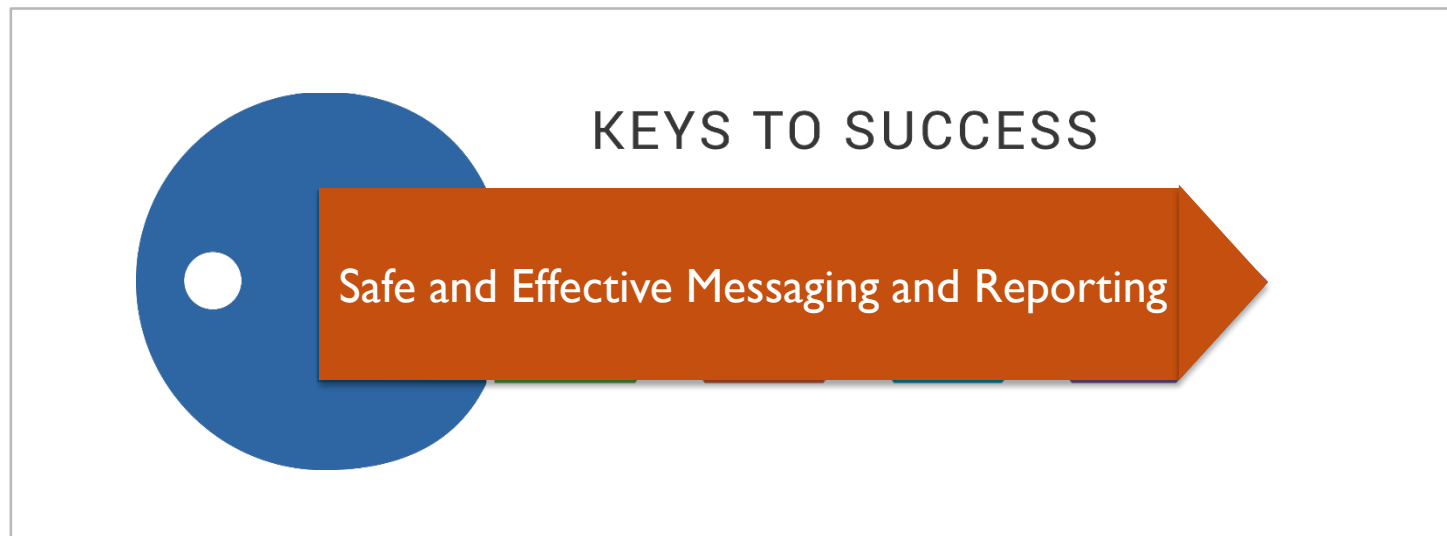 KEYS TO SUCCESS
Safe and Effective Messaging and Reporting